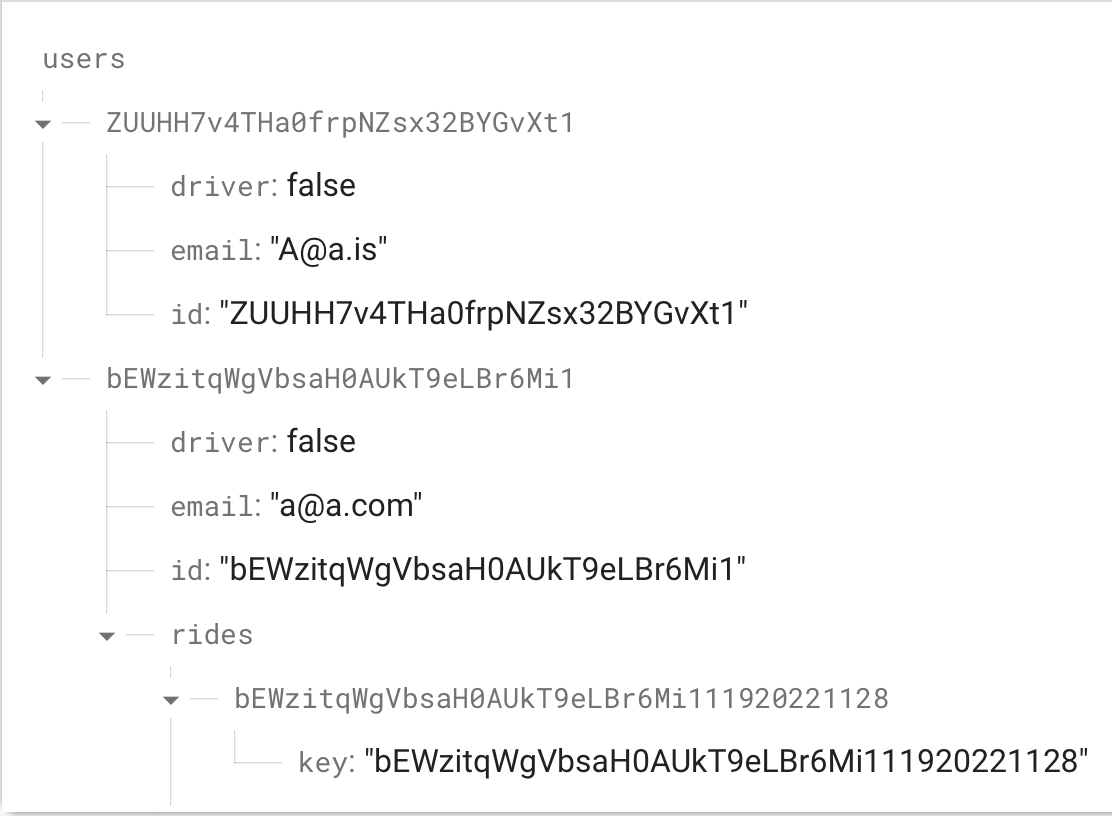 users
ZUUHH7v4THa0frpNZsx32BYGvXt1
driver: false
email: "A@a.is"
id: "ZUUHH7v4THa0frpNZsx32BYGvXt1"
bEWzitqWgVbsaH0AUkT9eLBr6Mi1
driver: false
email: "a@a.com"
id: "bEWzitqWgVbsaH0AUkT9eLBr6Mi1"
rides
bEWzitqWgVbsaH0AUkT9eLBr6Mi111920221128
key: "bEWzitqWgVbsaH0AUkT9eLBr6Mi111920221128"